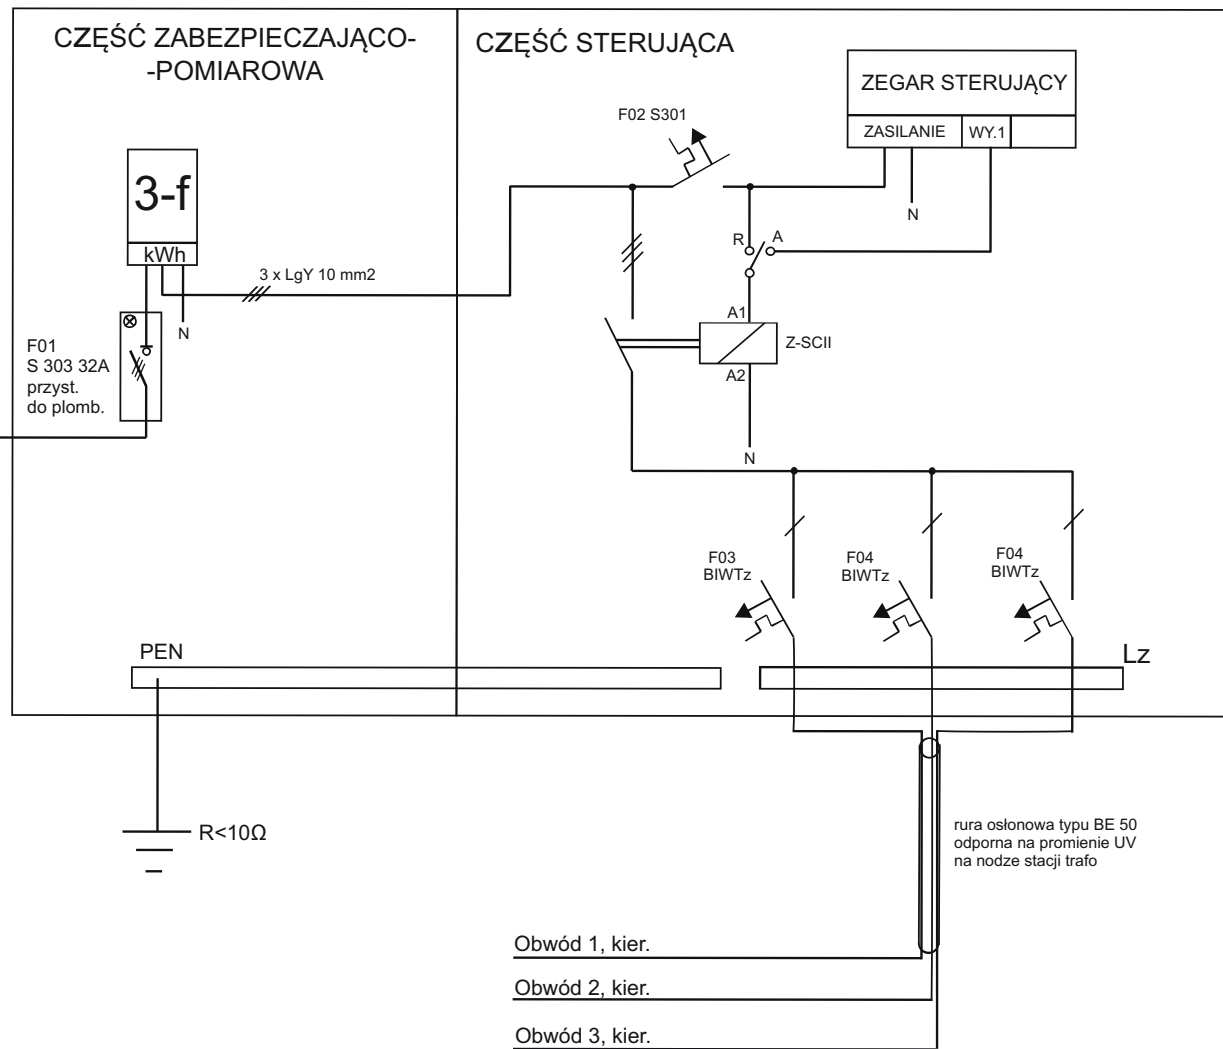 CZĘŚĆ ZABEZPIECZAJĄCO-
-POMIAROWA
CZĘŚĆ STERUJĄCA
ZEGAR STERUJĄCY
ZASILANIE
WY.1
N
F02 S301
3-f
kWh
N
3 x LgY 10 mm2
F01
S 303 32A
przyst.
do plomb.
R
A
A1
Z-SCII
A2
N
F03
BIWTz
F04
BIWTz
F04
BIWTz
PEN
Lz
R<10Ω
rura osłonowa typu BE 50
odporna na promienie UV
na nodze stacji trafo
Obwód 1, kier.
Obwód 2, kier.
Obwód 3, kier.